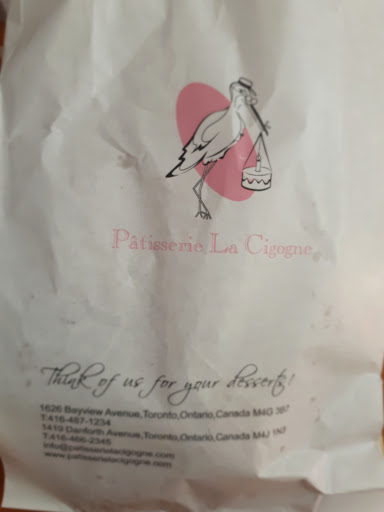 Pâtisserie La Cigogne
Think of us for your desserts!
1626 Bayview Avenue,Toronto,Ontario,Canada M4G 3B7
T:416-487-1234
1419 Danforth Avenue,Toronto,Ontario,Canada M4J 1N2
T:416-466-2345
info@patisserielacigogne.com
www.patisserielacigogne.com